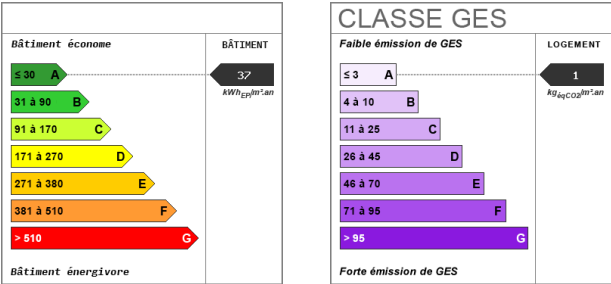 Bâtiment économe
BÂTIMENT
≤ 30 A
37
kWhEP/m².an
31 à 90 B
91 à 170 C
171 à 270 D
271 à 380 E
381 à 510 F
> 510 G
Bâtiment énergivore
CLASSE GES
Faible émission de GES
LOGEMENT
≤ 3 A
1
kgéqCO2/m².an
4 à 10 B
11 à 25 C
26 à 45 D
46 à 70 E
71 à 95 F
> 95 G
Forte émission de GES